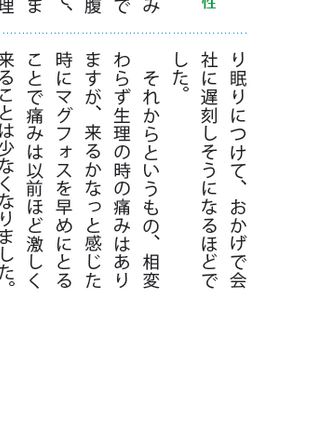 性
み
で
腹
て、
ま
理
り眠りにつけて、おかげで会
社に遅刻しそうになるほどで
した。
それからというもの、相変
わらず生理の時の痛みはあり
ますが、来るかなっと感じた
時にマグフォスを早めにとる
ことで痛みは以前ほど激しく
来ることは少なくなりました。